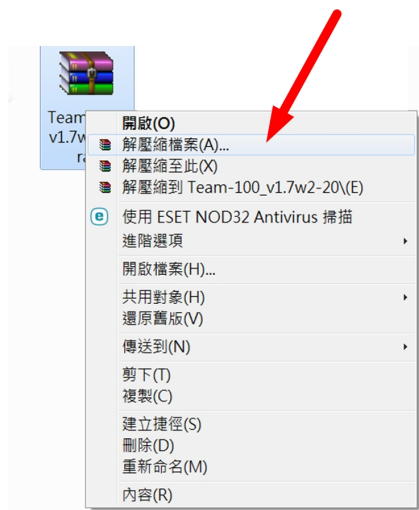 Team
v1.7w
ra
開啟(O)
解壓縮檔案(A)...
解壓縮至此(X)
解壓縮到 Team-100_v1.7w2-20\(E)
使用 ESET NOD32 Antivirus 掃描
進階選項
開啟檔案(H)...
共用對象(H)
還原舊版(V)
傳送到(N)
剪下(T)
複製(C)
建立捷徑(S)
刪除(D)
重新命名(M)
內容(R)